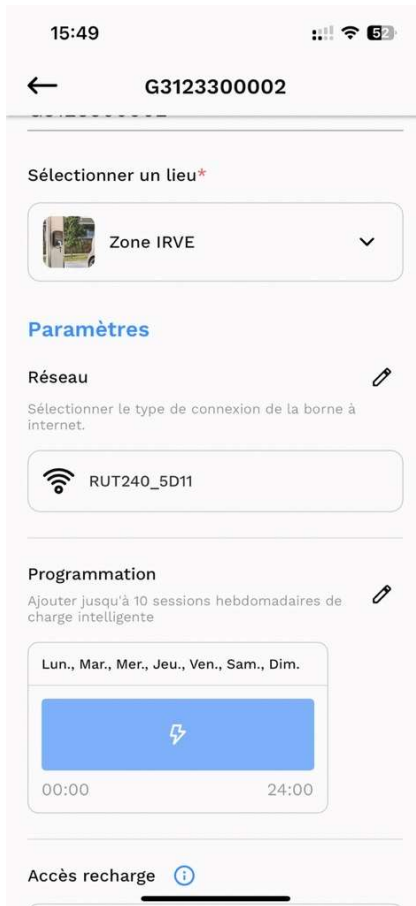 15:49
52
G3123300002
Sélectionner un lieu*
Zone IRVE
Paramètres
Réseau
Sélectionner le type de connexion de la borne à
internet.
RUT240_5D11
Programmation
Ajouter jusqu'à 10 sessions hebdomadaires de
charge intelligente
Lun., Mar., Mer., Jeu., Ven., Sam., Dim.
00:00 24:00
Accès recharge